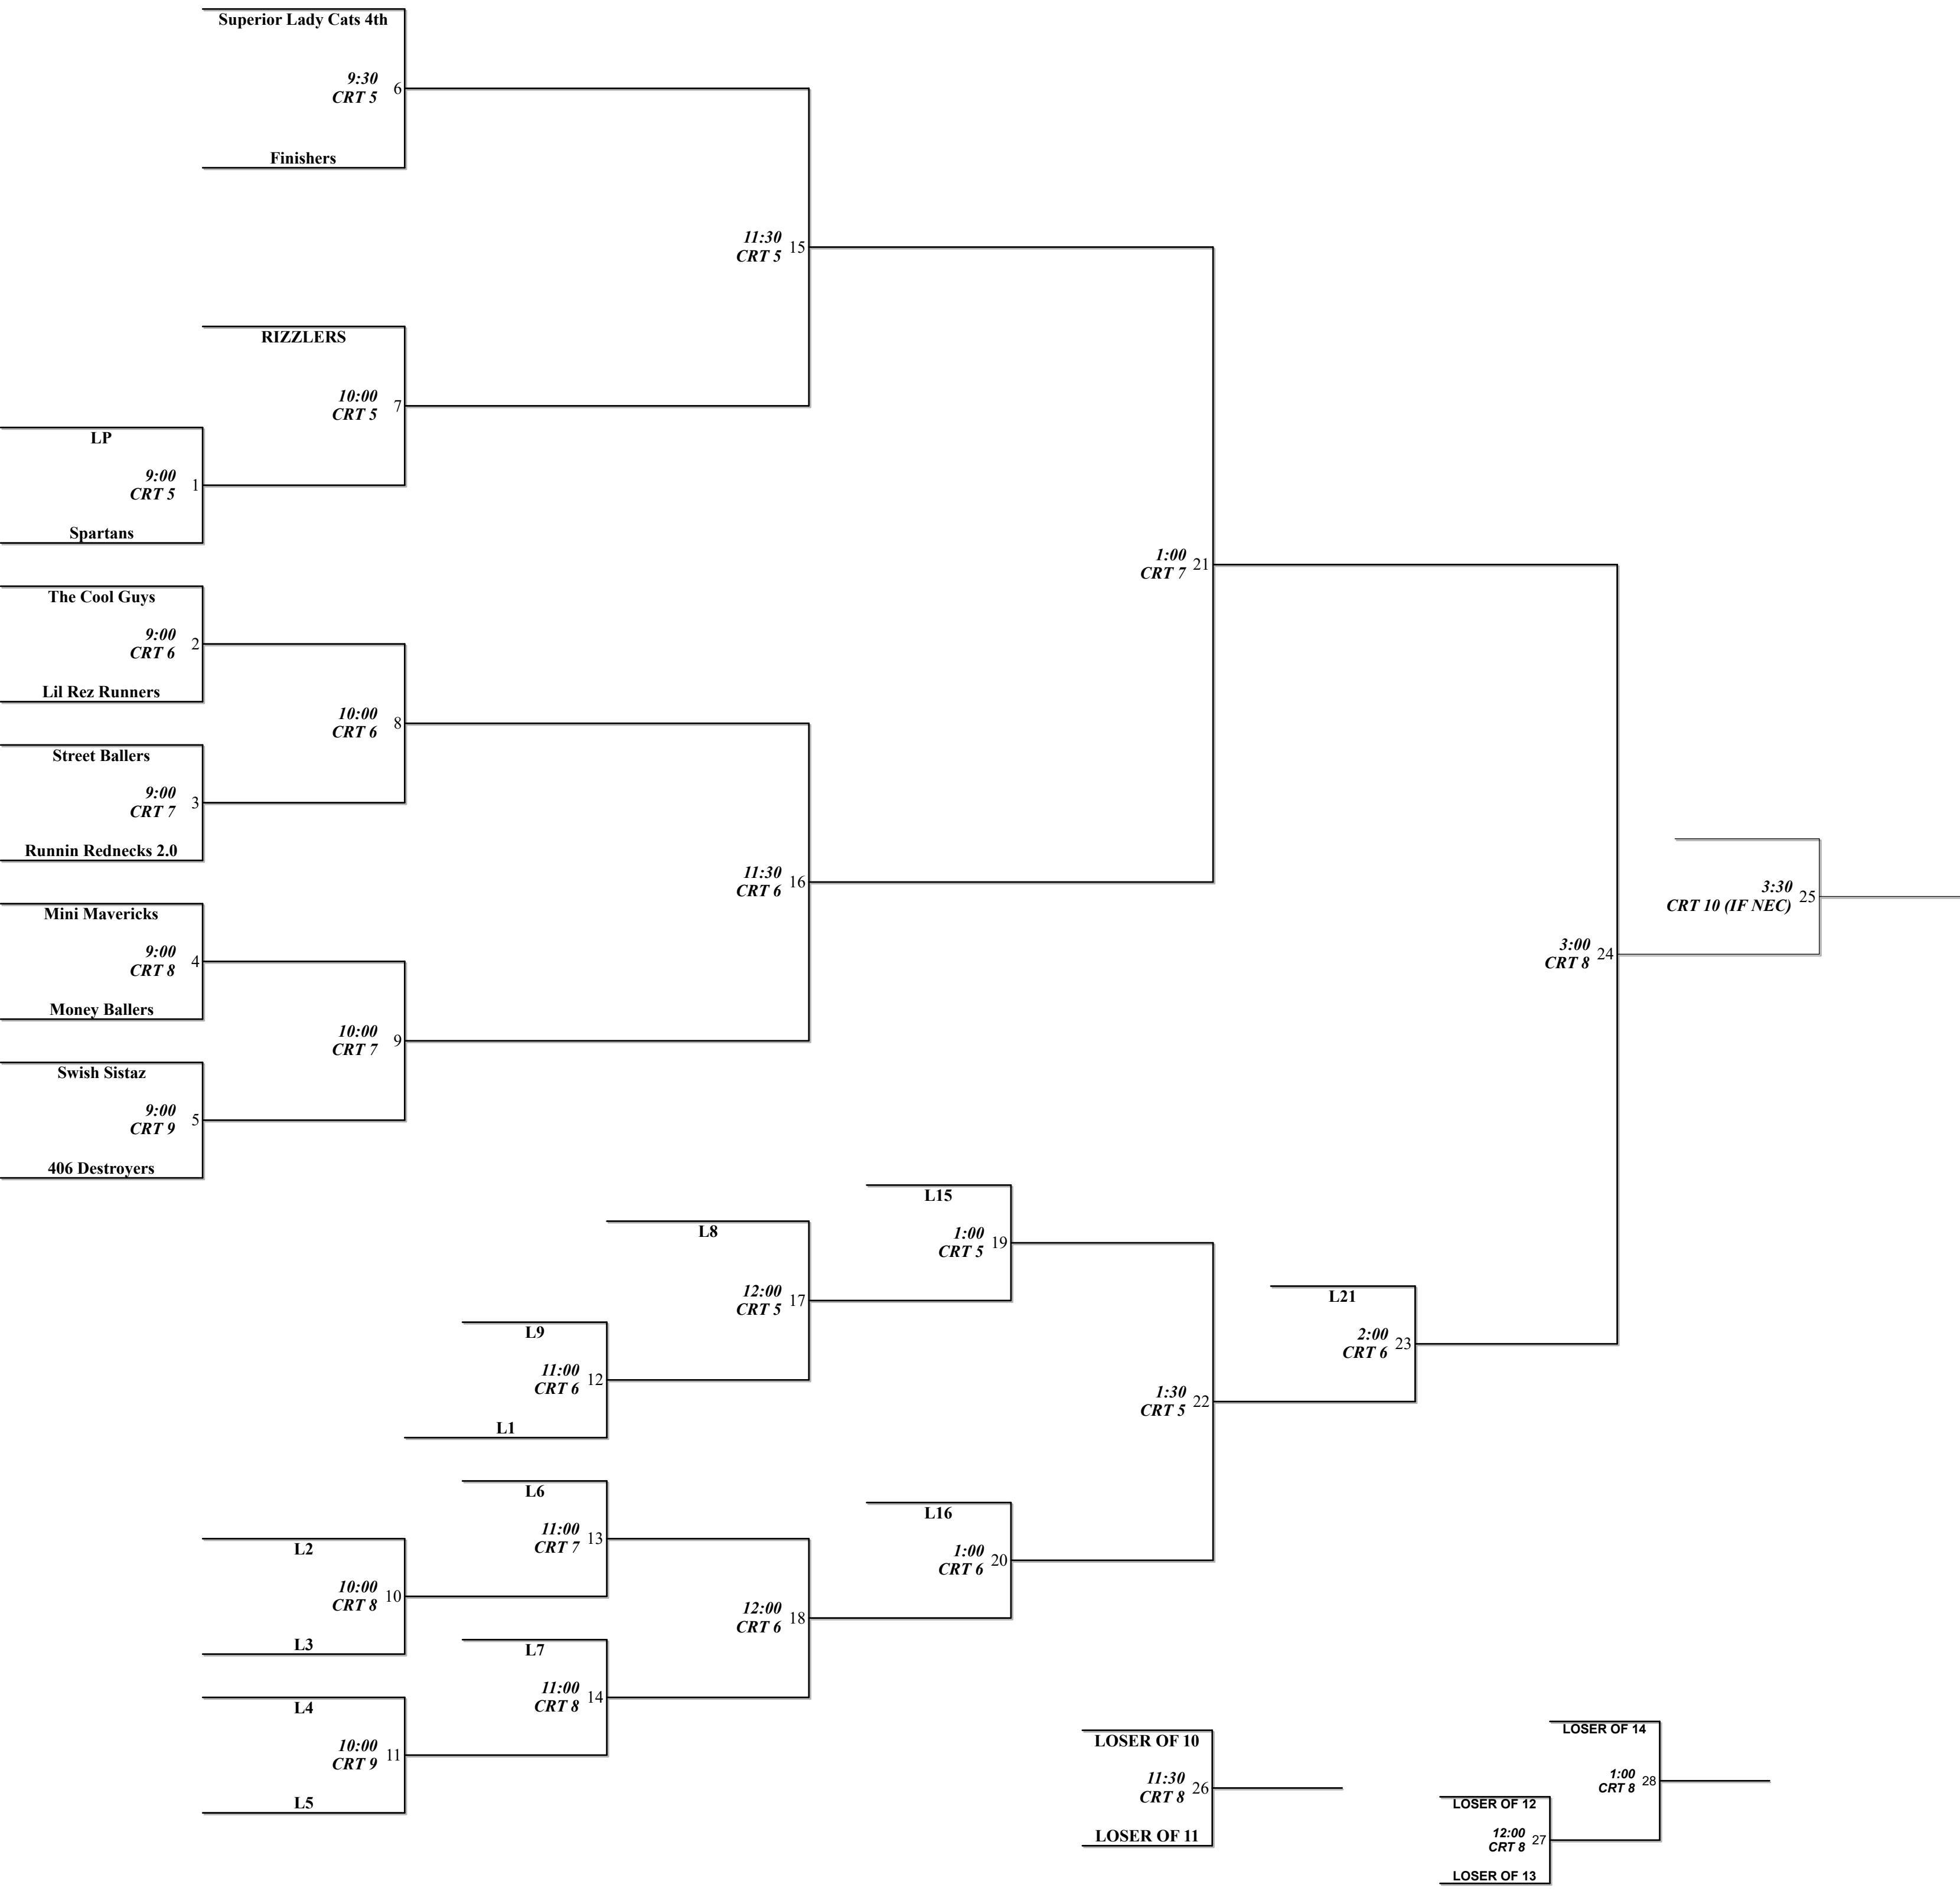 Superior Lady Cats 4th
9:30
CRT 5
6
Finishers
11:30
CRT 5
15
RIZZLERS
10:00
CRT 5
7
LP
9:00
CRT 5
1
Spartans
1:00
CRT 7
21
The Cool Guys
9:00
CRT 6
2
Lil Rez Runners
10:00
CRT 6
8
Street Ballers
9:00
CRT 7
3
Runnin Rednecks 2.0
11:30
CRT 6
16
3:30
CRT 10 (IF NEC)
25
Mini Mavericks
9:00
CRT 8
4
Money Ballers
3:00
CRT 8
24
10:00
CRT 7
9
Swish Sistaz
9:00
CRT 9
5
406 Destroyers
L15
1:00
CRT 5
19
L8
12:00
CRT 5
17
L21
2:00
CRT 6
23
L9
11:00
CRT 6
12
L1
1:30
CRT 5
22
L6
11:00
CRT 7
13
L16
1:00
CRT 6
20
L2
10:00
CRT 8
10
L3
12:00
CRT 6
18
L7
11:00
CRT 8
14
L4
10:00
CRT 9
11
L5
LOSER OF 10
11:30
CRT 8
26
LOSER OF 11
LOSER OF 14
1:00
CRT 8
28
LOSER OF 12
12:00
CRT 8
27
LOSER OF 13